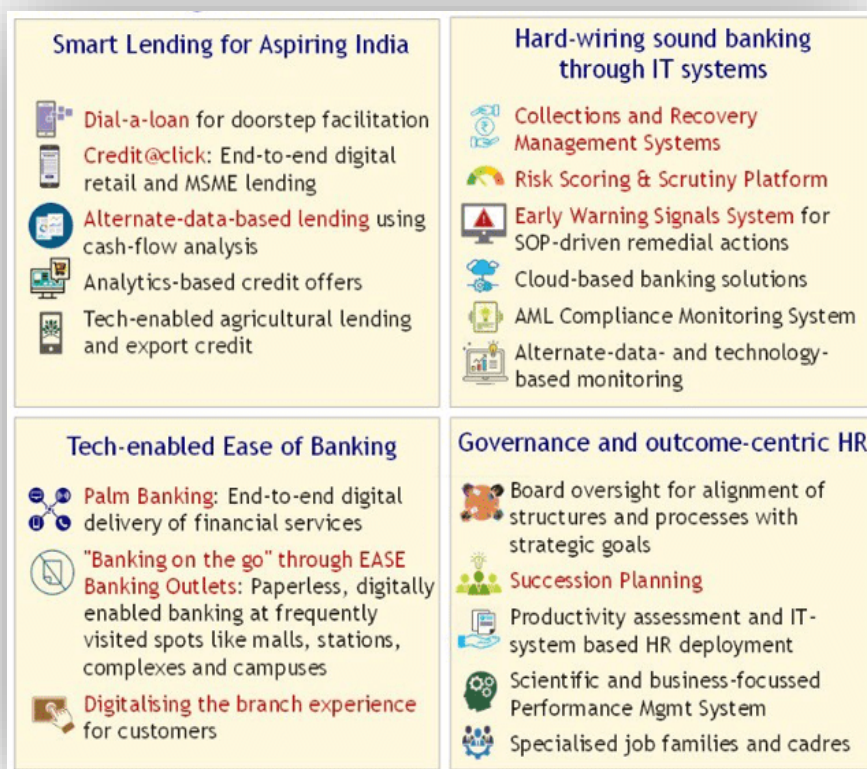 Smart Lending for Aspiring India
Dial-a-loan for doorstep facilitation
Credit@click: End-to-end digital
retail and MSME lending
Alternate-data-based lending using
cash-flow analysis
Analytics-based credit offers
Tech-enabled agricultural lending
and export credit
Hard-wiring sound banking
through IT systems
Collections and Recovery
Management Systems
Risk Scoring & Scrutiny Platform
Early Warning Signals System for
SOP-driven remedial actions
Cloud-based banking solutions
AML Compliance Monitoring System
Alternate-data- and technology-
based monitoring
Tech-enabled Ease of Banking
Palm Banking: End-to-end digital
delivery of financial services
"Banking on the go" through EASE
Banking Outlets: Paperless, digitally
enabled banking at frequently
visited spots like malls, stations,
complexes and campuses
Digitalising the branch experience
for customers
Governance and outcome-centric HR
Board oversight for alignment of
structures and processes with
strategic goals
Succession Planning
Productivity assessment and IT-
system based HR deployment
Scientific and business-focussed
Performance Mgmt System
Specialised job families and cadres